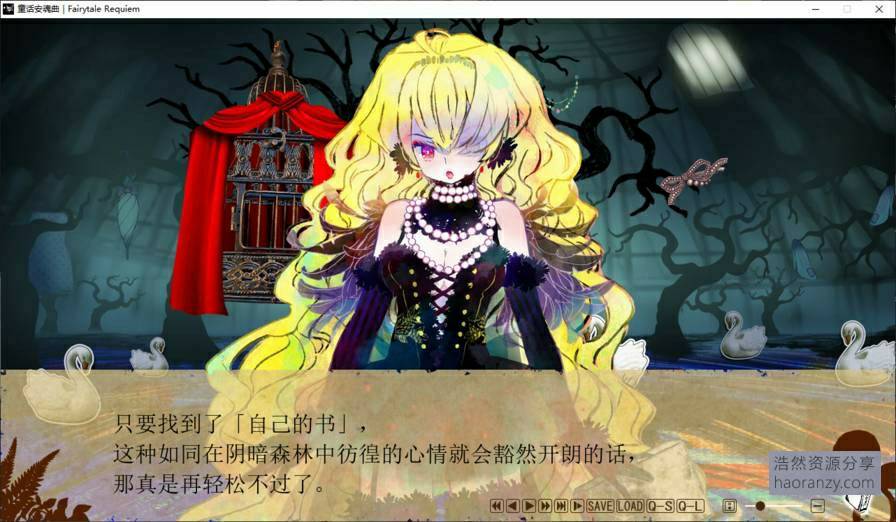 童话安魂曲 | Fairytale Requiem
只要找到了「自己的书」，
这种如同在阴暗森林中彷徨的心情就会豁然开朗的话，
那真是再轻松不过了。
浩然资源分享
haoranzy.com
SAVE LOAD Q-S Q-L